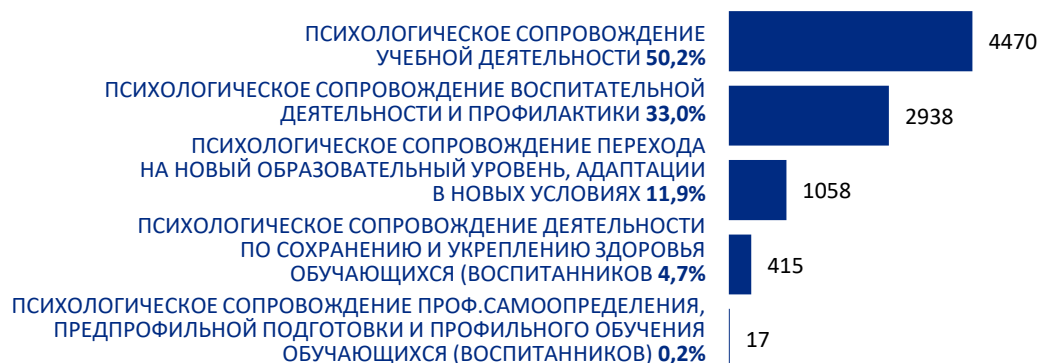 ПСИХОЛОГИЧЕСКОЕ СОПРОВОЖДЕНИЕ
УЧЕБНОЙ ДЕЯТЕЛЬНОСТИ 50,2%
4470
ПСИХОЛОГИЧЕСКОЕ СОПРОВОЖДЕНИЕ ВОСПИТАТЕЛЬНОЙ
ДЕЯТЕЛЬНОСТИ И ПРОФИЛАКТИКИ 33,0%
2938
ПСИХОЛОГИЧЕСКОЕ СОПРОВОЖДЕНИЕ ПЕРЕХОДА
НА НОВЫЙ ОБРАЗОВАТЕЛЬНЫЙ УРОВЕНЬ, АДАПТАЦИИ
В НОВЫХ УСЛОВИЯХ 11,9%
1058
ПСИХОЛОГИЧЕСКОЕ СОПРОВОЖДЕНИЕ ДЕЯТЕЛЬНОСТИ
ПО СОХРАНЕНИЮ И УКРЕПЛЕНИЮ ЗДОРОВЬЯ
ОБУЧАЮЩИХСЯ (ВОСПИТАННИКОВ 4,7%
415
ПСИХОЛОГИЧЕСКОЕ СОПРОВОЖДЕНИЕ ПРОФ.САМООПРЕДЕЛЕНИЯ,
ПРЕДПРОФИЛЬНОЙ ПОДГОТОВКИ И ПРОФИЛЬНОГО ОБУЧЕНИЯ
ОБУЧАЮЩИХСЯ (ВОСПИТАННИКОВ) 0,2%
17